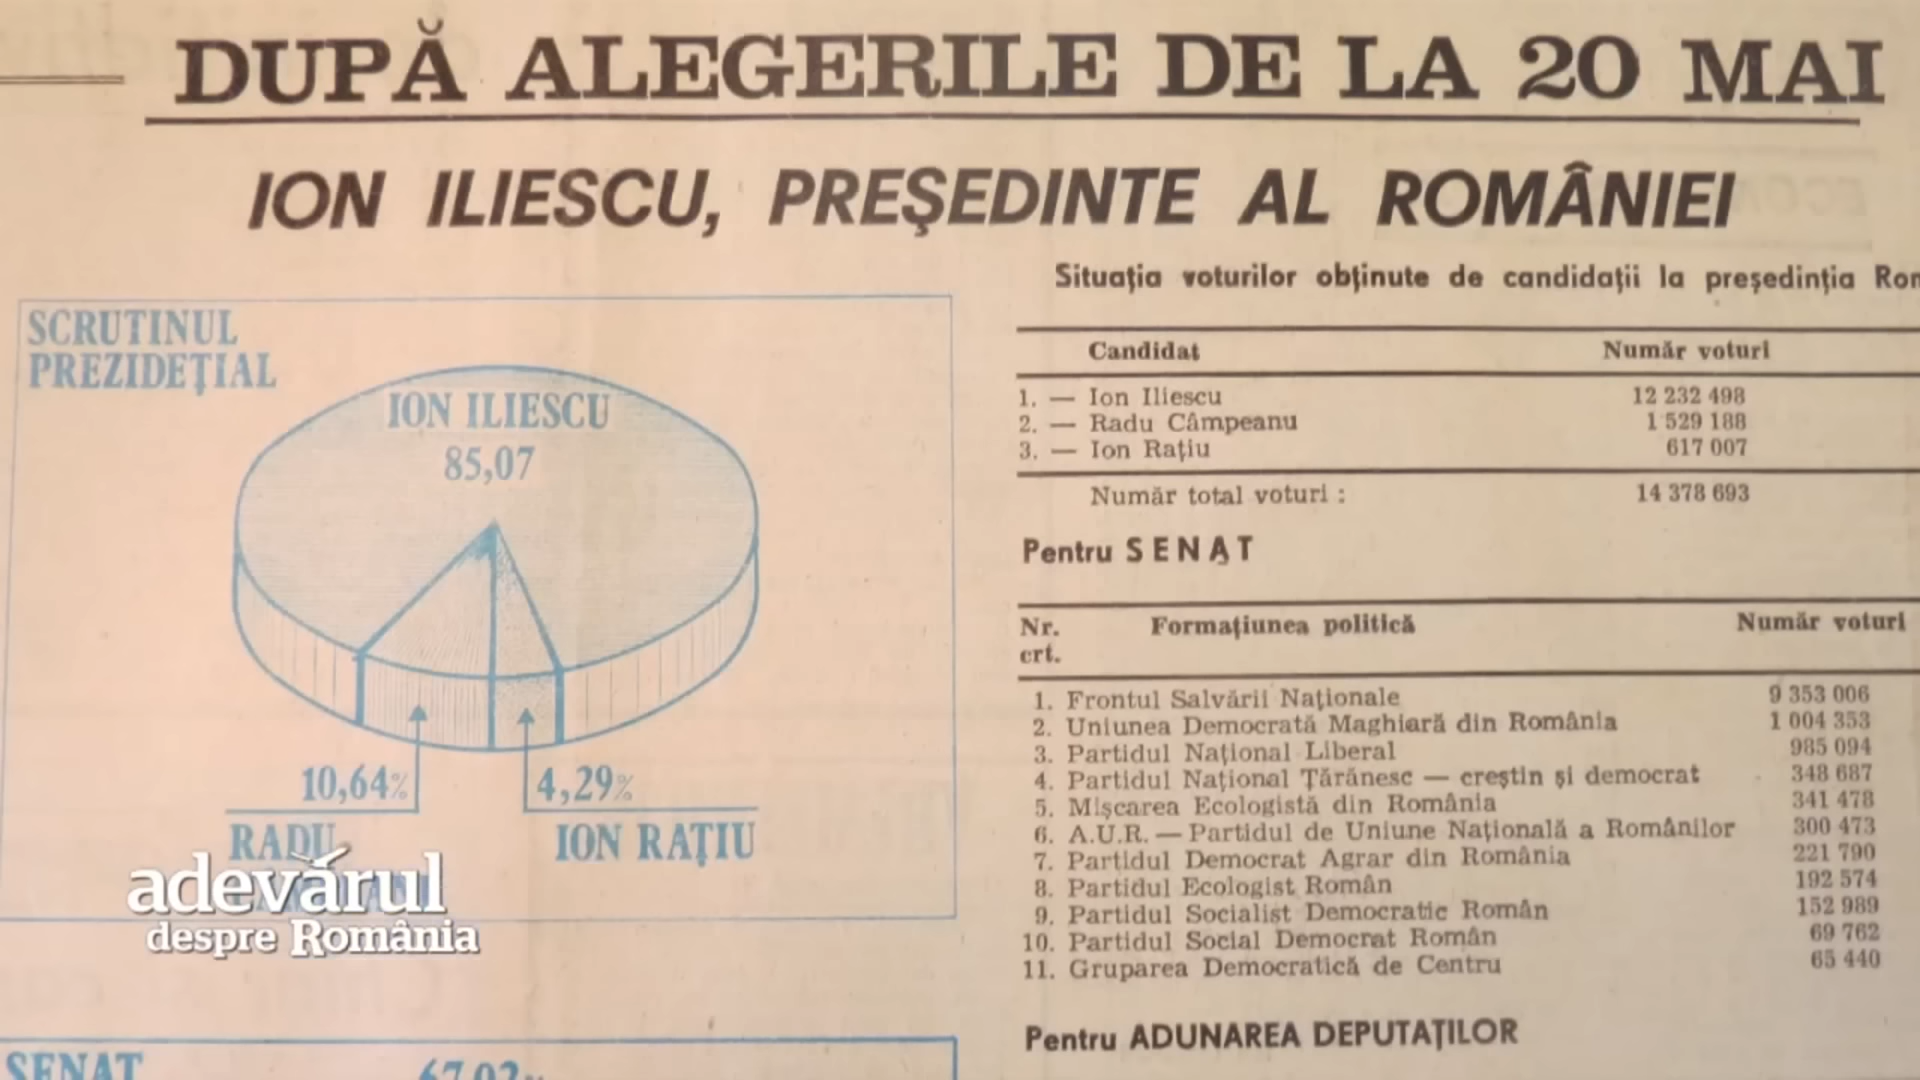 DUPĂ ALEGERILE DE LA 20 MAI
ION ILIESCU, PREŞEDINTE AL ROMÂNIEI
SCRUTINUL
PREZIDEŢIAL
ION ILIESCU
85,07
10,64%
RADU
4,29%
ION RAŢIU
adevărul
despre România
SENAT 67,02%
Situaţia voturilor obţinute de candidaţii la preşedinţia Rom
Candidat Număr voturi
1. — Ion Iliescu 12 232 498
2. — Radu Câmpeanu 1 529 188
3. — Ion Raţiu 617 007
Număr total voturi : 14 378 693
Pentru SENAT
Nr. Formaţiunea politică Număr voturi
crt.
1. Frontul Salvării Naţionale 9 353 006
2. Uniunea Democrată Maghiară din România 1 004 353
3. Partidul Naţional Liberal 985 094
4. Partidul Naţional Ţărănesc — creştin şi democrat 348 687
5. Mişcarea Ecologistă din România 341 478
6. A.U.R. — Partidul de Uniune Naţională a Românilor 300 473
7. Partidul Democrat Agrar din România 221 790
8. Partidul Ecologist Român 192 574
9. Partidul Socialist Democratic Român 152 989
10. Partidul Social Democrat Român 69 762
11. Gruparea Democratică de Centru 65 440
Pentru ADUNAREA DEPUTAŢILOR